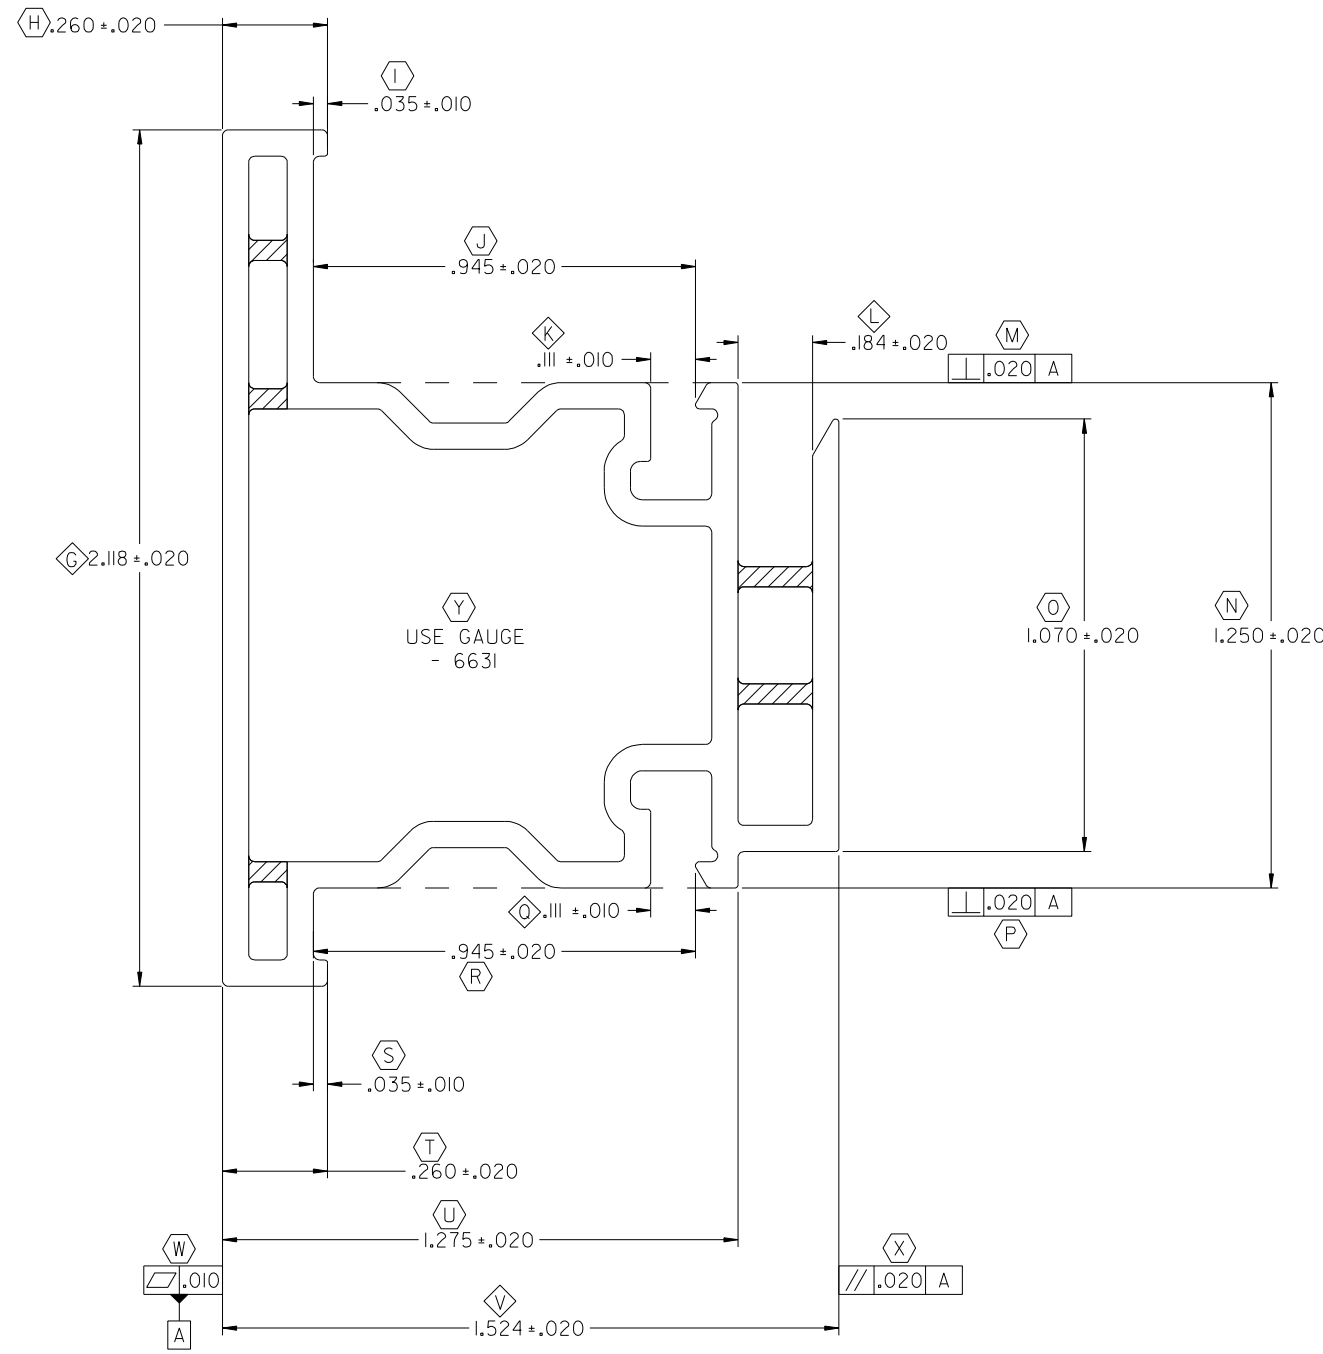 H .260 ±.020
I
.035 ±.010
J
.945 ±.020
K
.111 ±.010
L
.184 ±.020
M
⊥ .020 A
G 2.118 ±.020
Y
USE GAUGE
- 6631
O
1.070 ±.020
N
1.250 ±.020
Q .111 ±.010
⊥ .020 A
P
.945 ±.020
R
S
.035 ±.010
T
.260 ±.020
U
1.275 ±.020
W
⏥ .010
A
X
// .020 A
V
1.524 ±.020